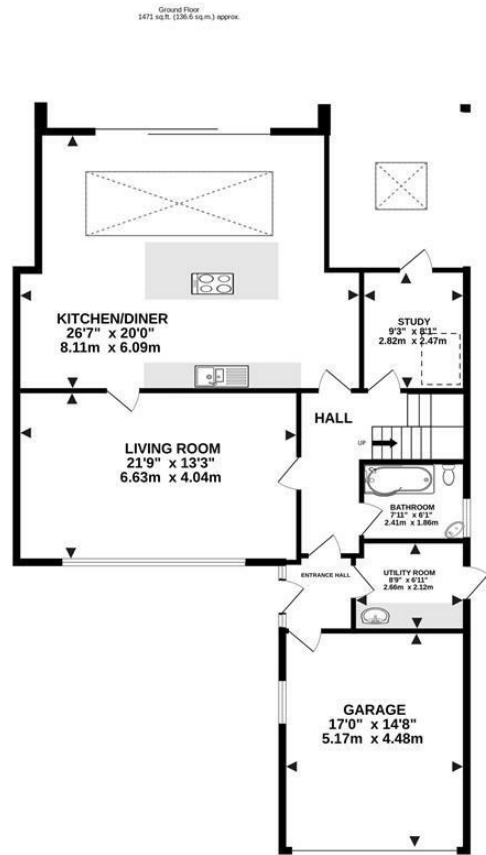 Ground Floor
1471 sq.ft. (136.6 sq.m.) approx.
KITCHEN/DINER
26'7" x 20'0"
8.11m x 6.09m
STUDY
9'3" x 8'1"
2.82m x 2.47m
HALL
UP
LIVING ROOM
21'9" x 13'3"
6.63m x 4.04m
BATHROOM
7'11" x 6'1"
2.41m x 1.86m
ENTRANCE HALL
UTILITY ROOM
8'9" x 6'11"
2.66m x 2.12m
GARAGE
17'0" x 14'8"
5.17m x 4.48m